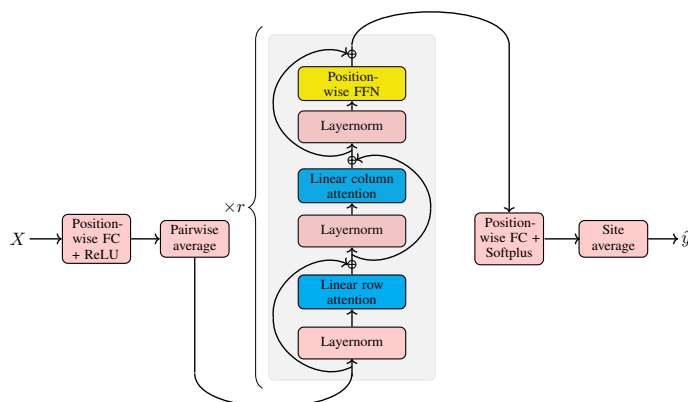 X
Position-
wise FC
+ ReLU
Pairwise
average
×r
Position-
wise FFN
Layernorm
Linear column
attention
Layernorm
Linear row
attention
Layernorm
Position-
wise FC +
Softplus
Site
average
ŷ